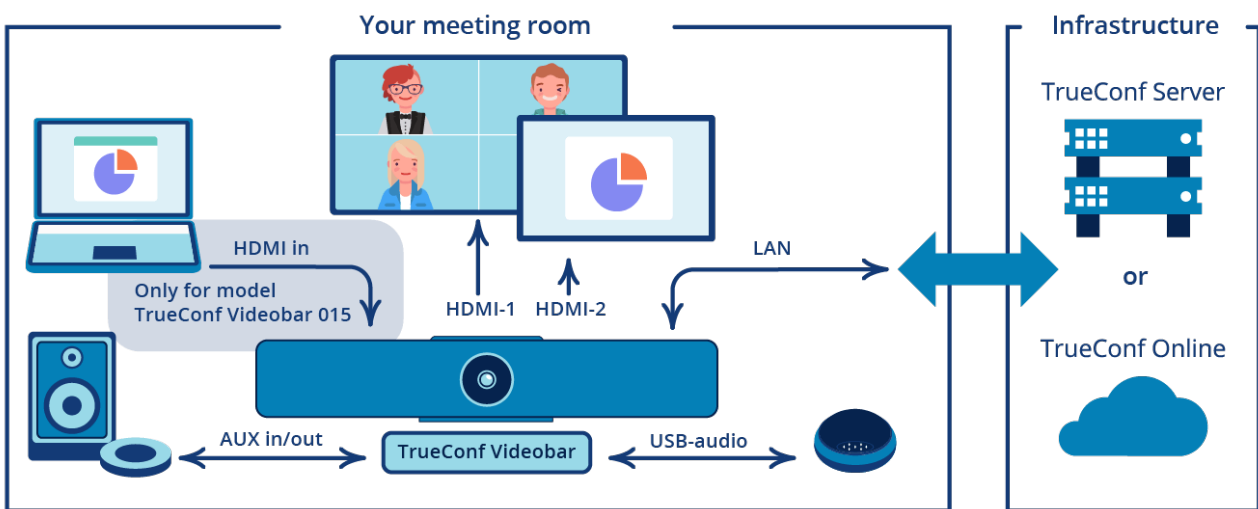 Your meeting room
Infrastructure
TrueConf Server
HDMI in
LAN
or
Only for model
TrueConf Videobar 015
HDMI-1
HDMI-2
TrueConf Online
AUX in/out
TrueConf Videobar
USB-audio